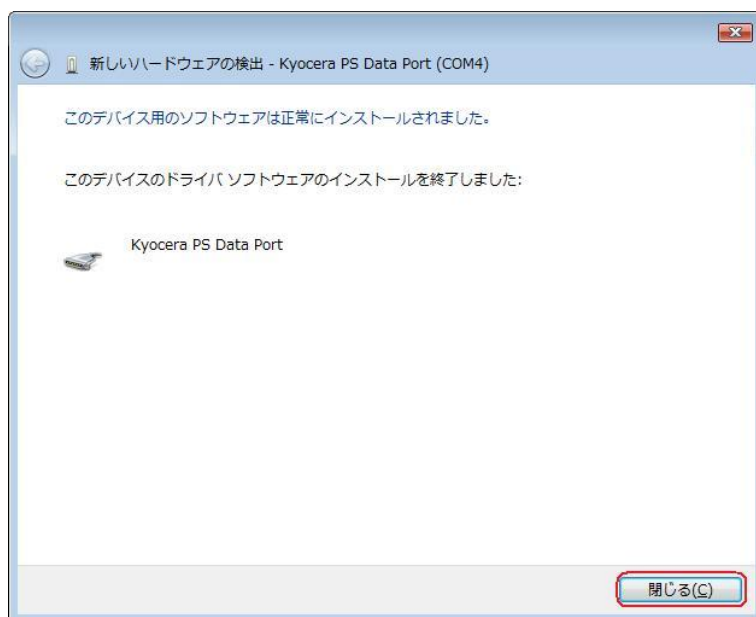 新しいハードウェアの検出 - Kyocera PS Data Port (COM4)
このデバイス用のソフトウェアは正常にインストールされました。
このデバイスのドライバ ソフトウェアのインストールを終了しました:
Kyocera PS Data Port
閉じる(C)